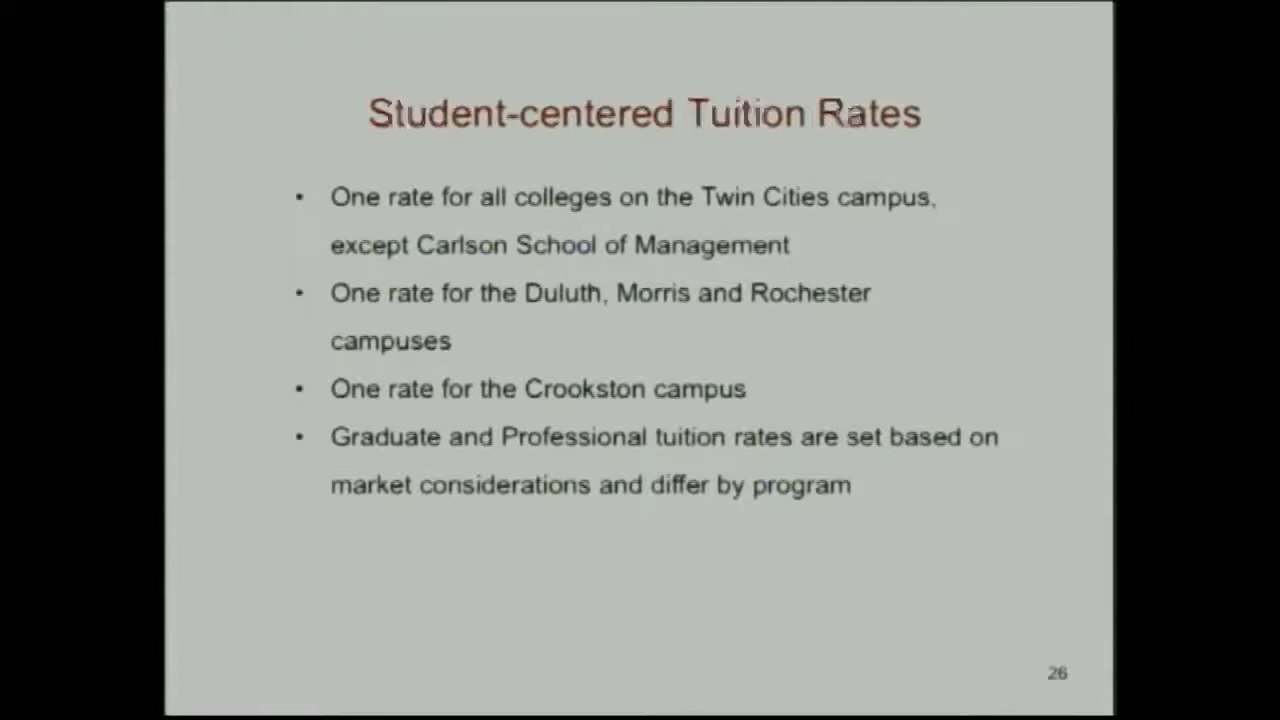 Student-centered Tuition Rates
• One rate for all colleges on the Twin Cities campus,
except Carlson School of Management
• One rate for the Duluth, Morris and Rochester
campuses
• One rate for the Crookston campus
• Graduate and Professional tuition rates are set based on
market considerations and differ by program
26